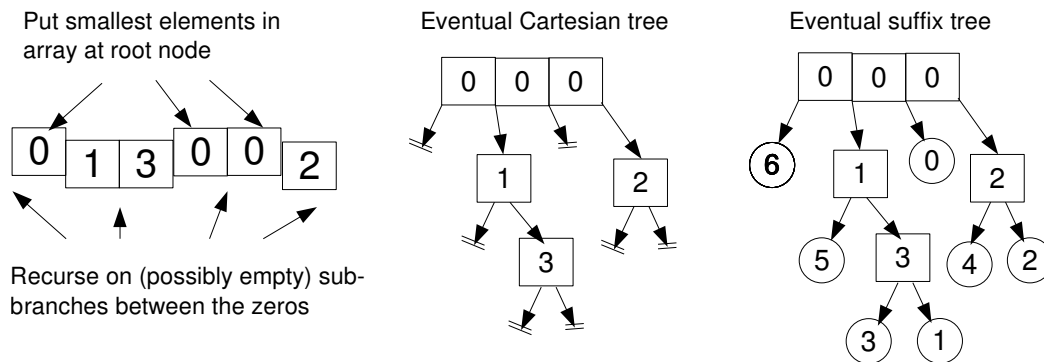 Put smallest elements in
array at root node
0 1 3 0 0 2
Recurse on (possibly empty) sub-
branches between the zeros
Eventual Cartesian tree
0 0 0
1 2
3
Eventual suffix tree
0 0 0
6 0
1 2
5 3 4 2
3 1